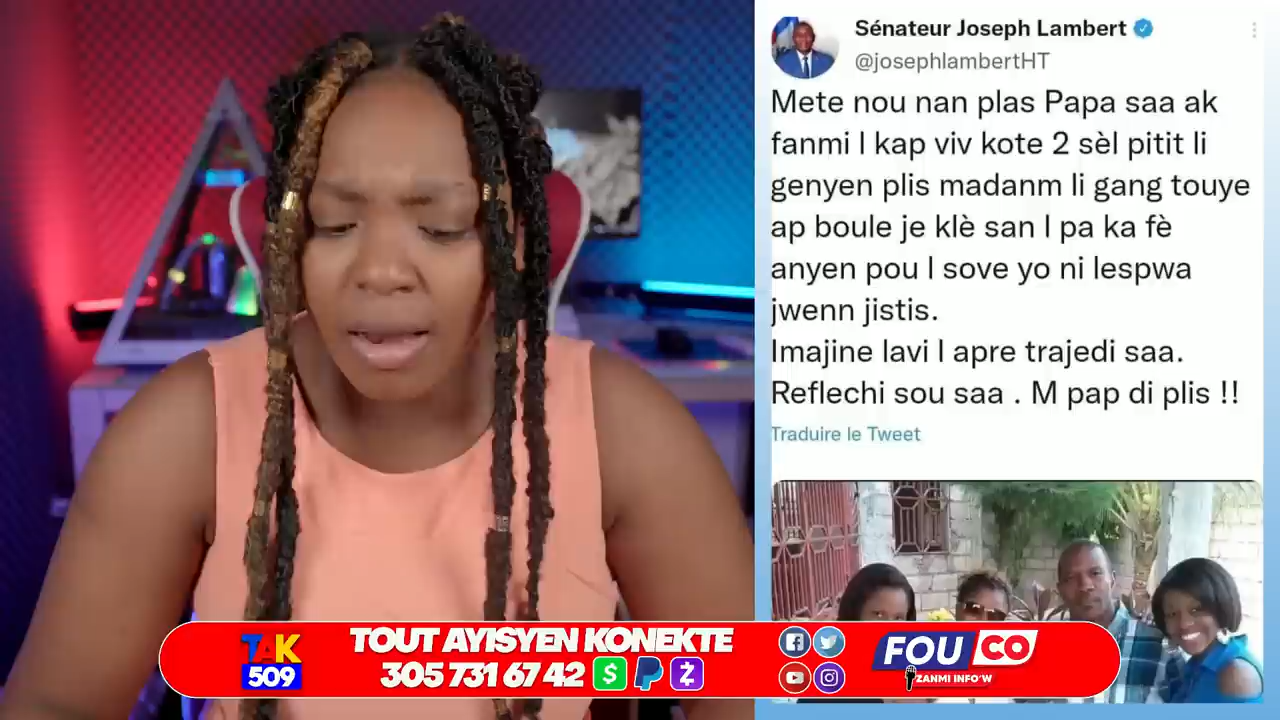 Sénateur Joseph Lambert
@josephlambertHT
Mete nou nan plas Papa saa ak
fanmi l kap viv kote 2 sèl pitit li
genyen plis madanm li gang touye
ap boule je klè san l pa ka fè
anyen pou l sove yo ni lespwa
jwenn jistis.
Imajine lavi l apre trajedi saa.
Reflechi sou saa . M pap di plis !!
Traduire le Tweet
TAK
509
TOUT AYISYEN KONEKTE
305 731 67 42
FOUCO
ZANMI INFO'W